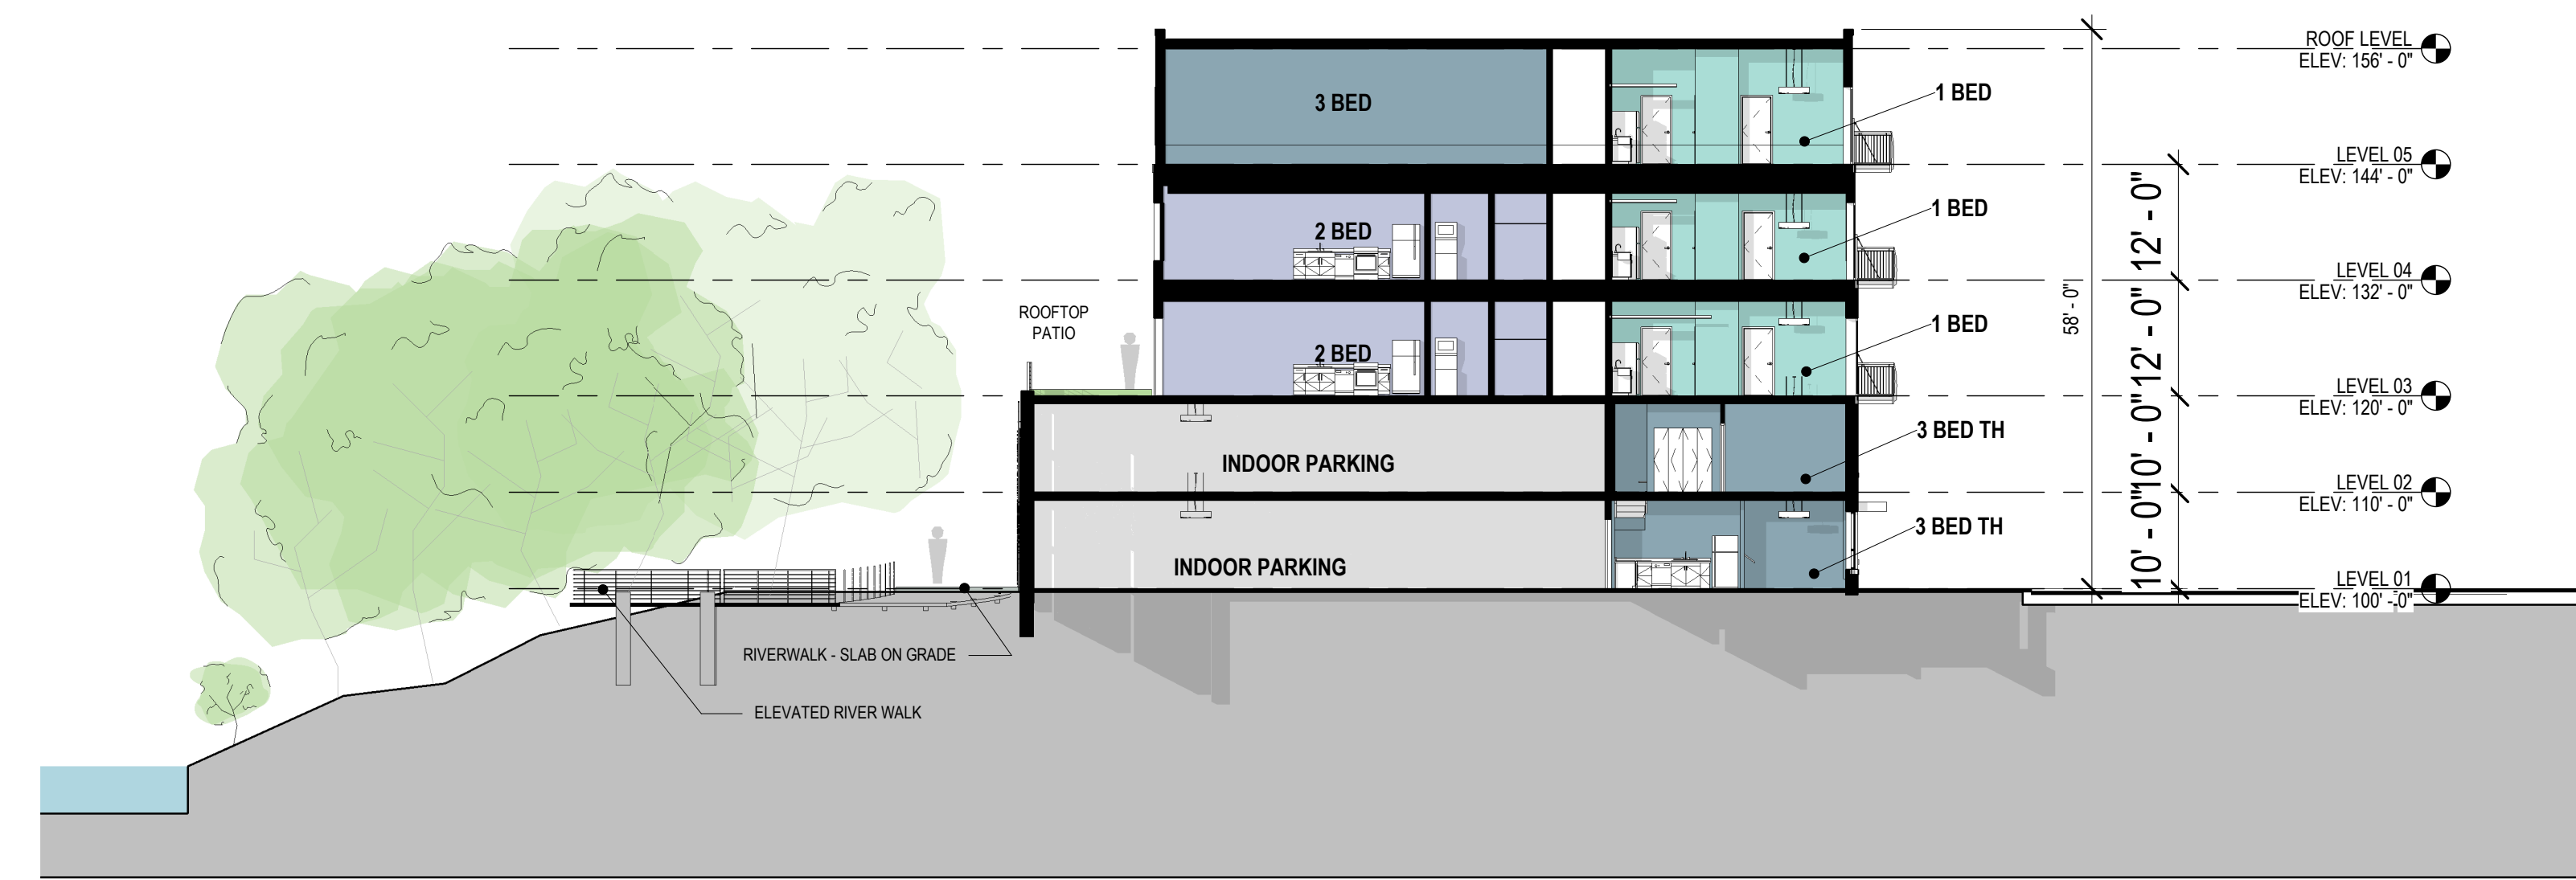 ROOF LEVEL
ELEV: 156' - 0"
3 BED
1 BED
LEVEL 05
ELEV: 144' - 0"
12' - 0"
2 BED
1 BED
LEVEL 04
ELEV: 132' - 0"
58' - 0"
12' - 0"
ROOFTOP
PATIO
2 BED
1 BED
LEVEL 03
ELEV: 120' - 0"
10' - 0"
INDOOR PARKING
3 BED TH
LEVEL 02
ELEV: 110' - 0"
10' - 0"
INDOOR PARKING
3 BED TH
LEVEL 01
ELEV: 100' - 0"
RIVERWALK - SLAB ON GRADE
ELEVATED RIVER WALK